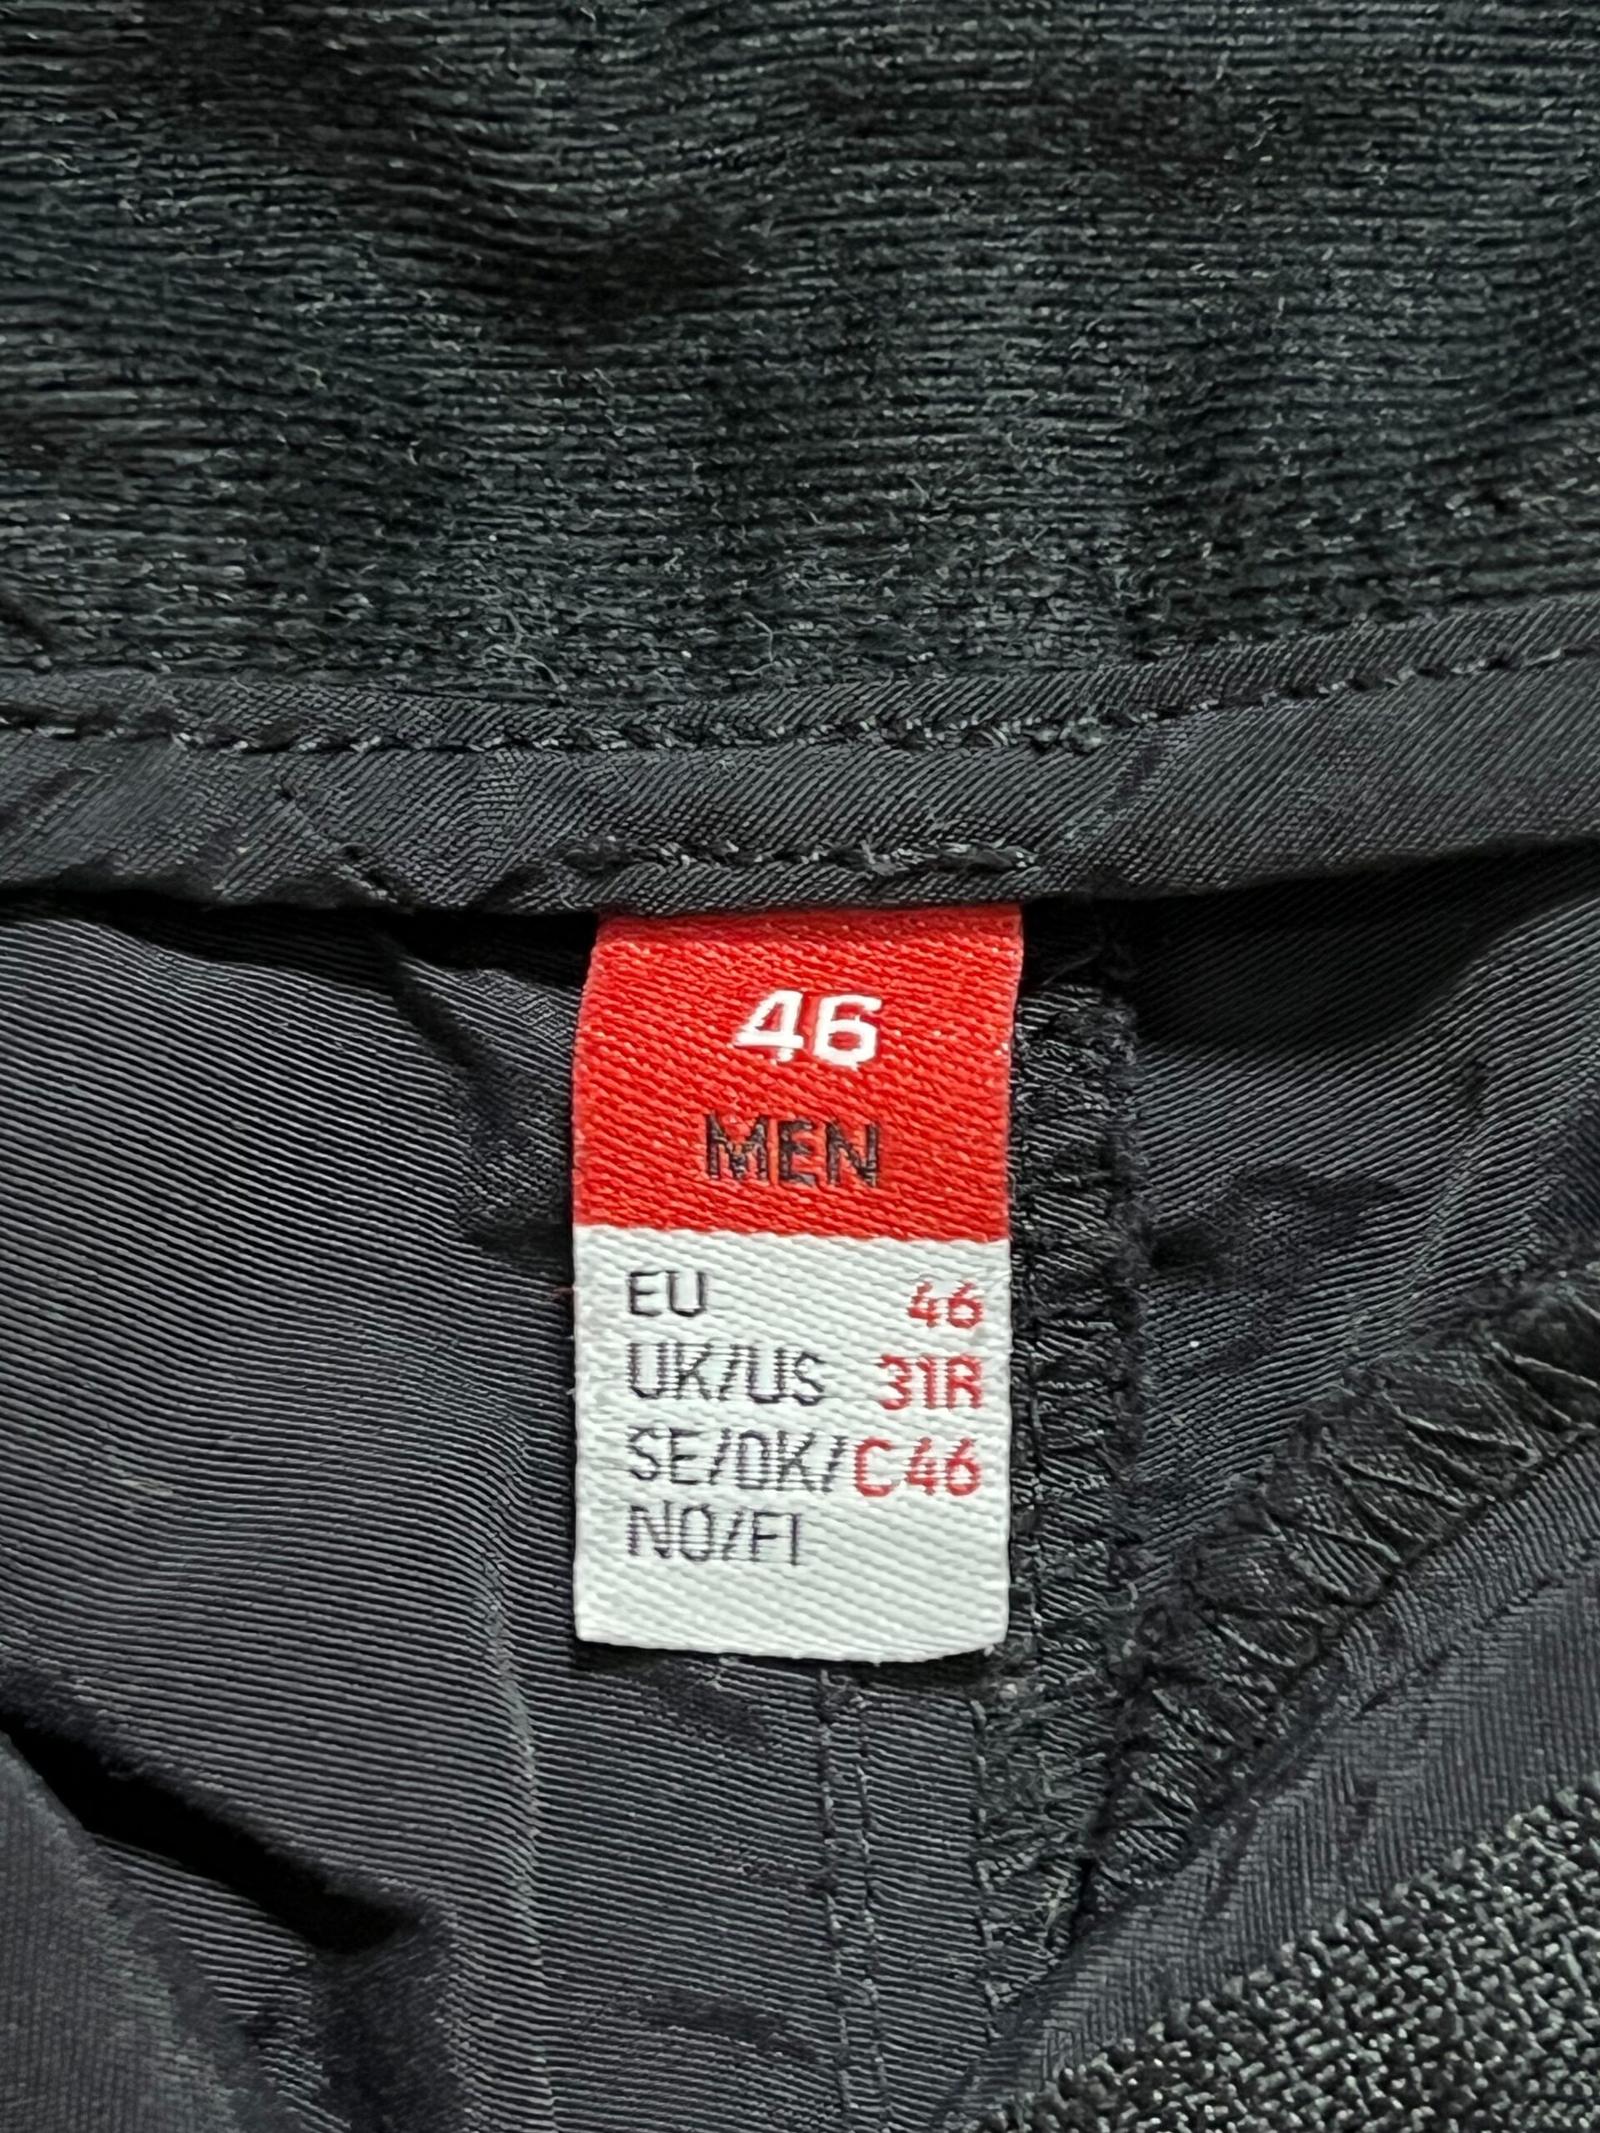 46
MEN
EU 46
UK/US 31R
SE/DK/ C46
NO/FI